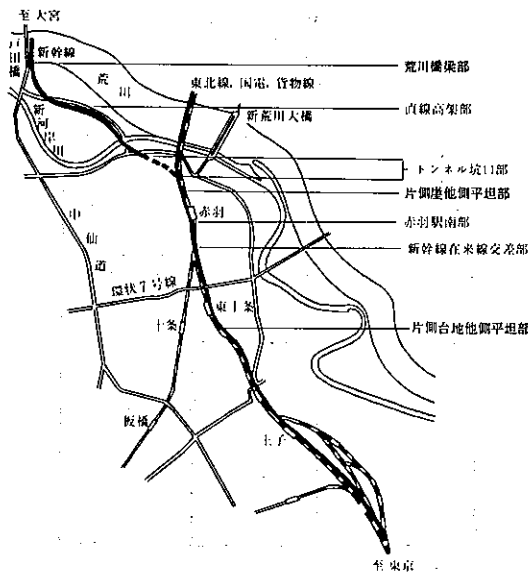 至 大宮
戸田橋
新幹線
荒川
新河岸川
東北線、国電、貨物線
新荒川大橋
中仙道
赤羽
環状7号線
十条
東十条
板橋
王子
至 東京
荒川橋梁部
直線高架部
トンネル坑口部
片側崖他側平坦部
赤羽駅南部
新幹線在来線交差部
片側台地他側平坦部